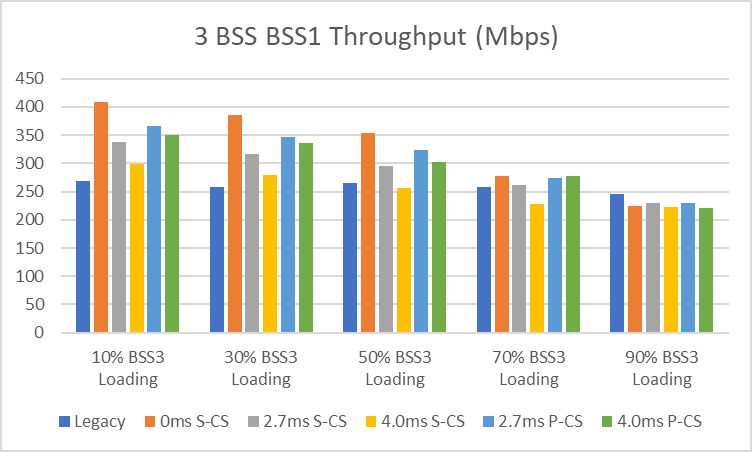 3 BSS BSS1 Throughput (Mbps)
450
400
350
300
250
200
150
100
50
0
10% BSS3 Loading
30% BSS3 Loading
50% BSS3 Loading
70% BSS3 Loading
90% BSS3 Loading
Legacy 0ms S-CS 2.7ms S-CS 4.0ms S-CS 2.7ms P-CS 4.0ms P-CS